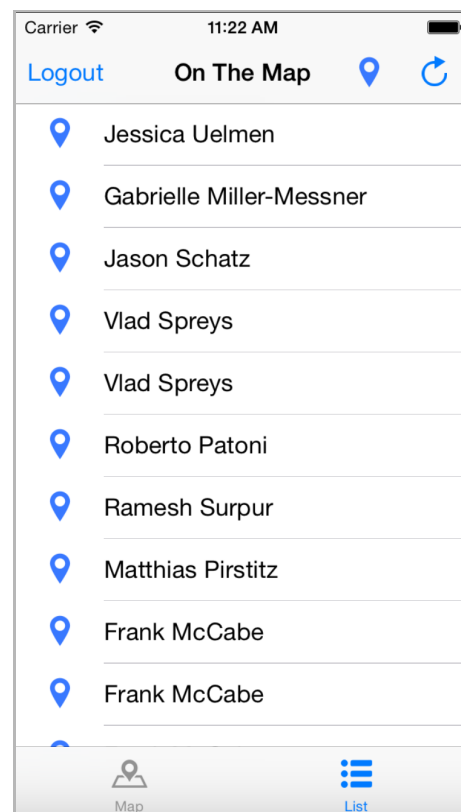 Carrier 11:22 AM
Logout On The Map
Jessica Uelmen
Gabrielle Miller-Messner
Jason Schatz
Vlad Spreys
Vlad Spreys
Roberto Patoni
Ramesh Surpur
Matthias Pirstitz
Frank McCabe
Frank McCabe
Map List